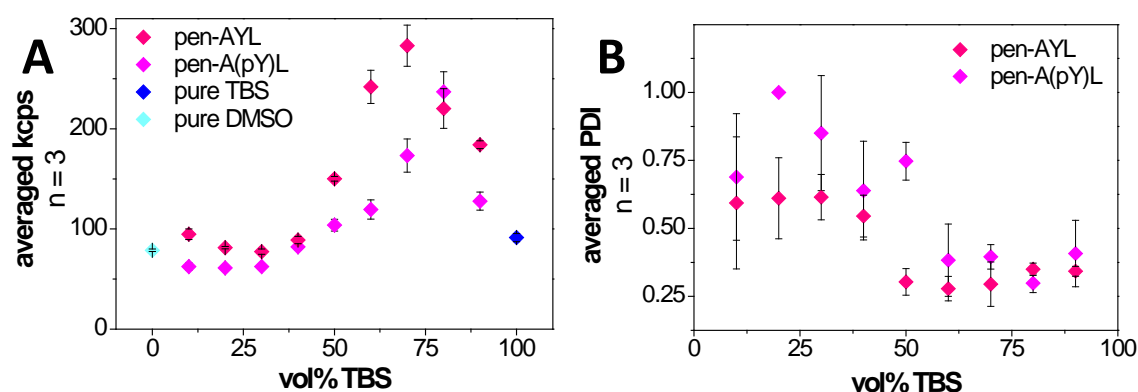 A
pen-AYL
pen-A(pY)L
pure TBS
pure DMSO
averaged kcps
n = 3
300
200
100
0
0 25 50 75 100
vol% TBS
B
pen-AYL
pen-A(pY)L
averaged PDI
n = 3
1.00
0.75
0.50
0.25
0 25 50 75 100
vol% TBS